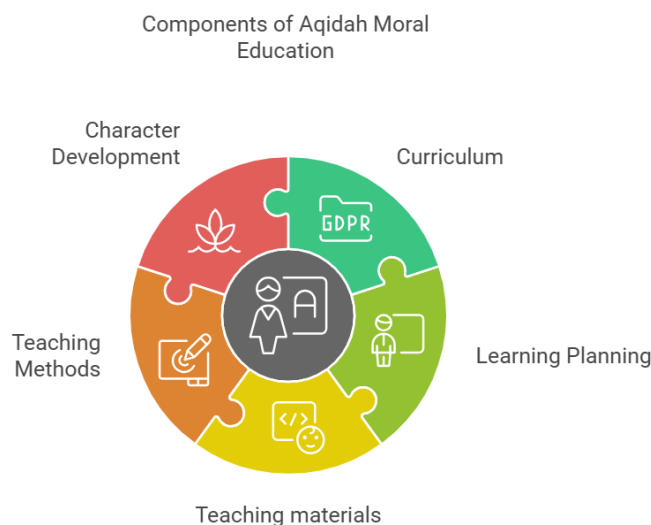 Components of Aqidah Moral
Education
Character
Development
Curriculum
GDPR
A
Teaching
Methods
Learning Planning
</>
Teaching materials